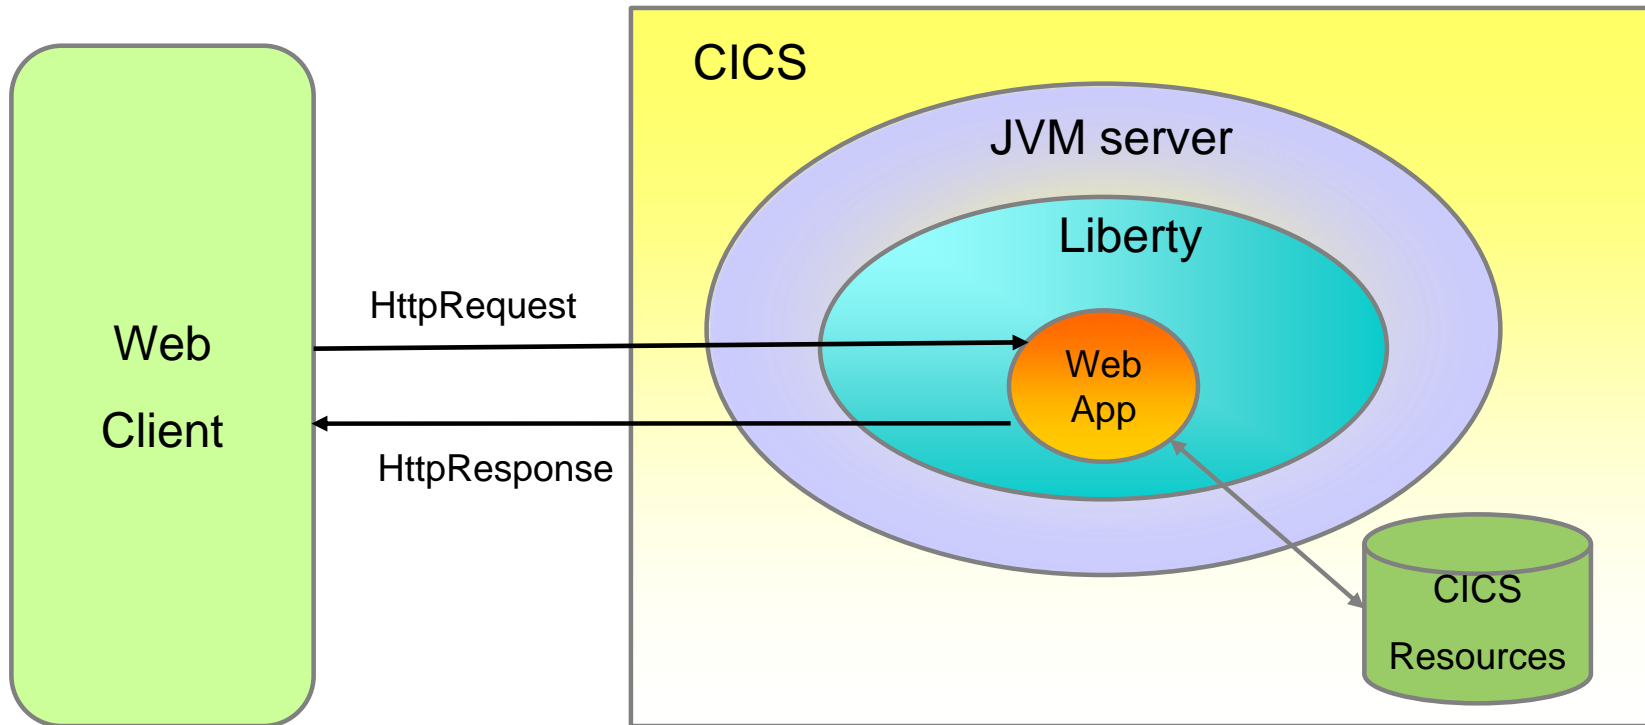 CICS
JVM server
Liberty
HttpRequest
Web
Client
Web
App
HttpResponse
CICS
Resources